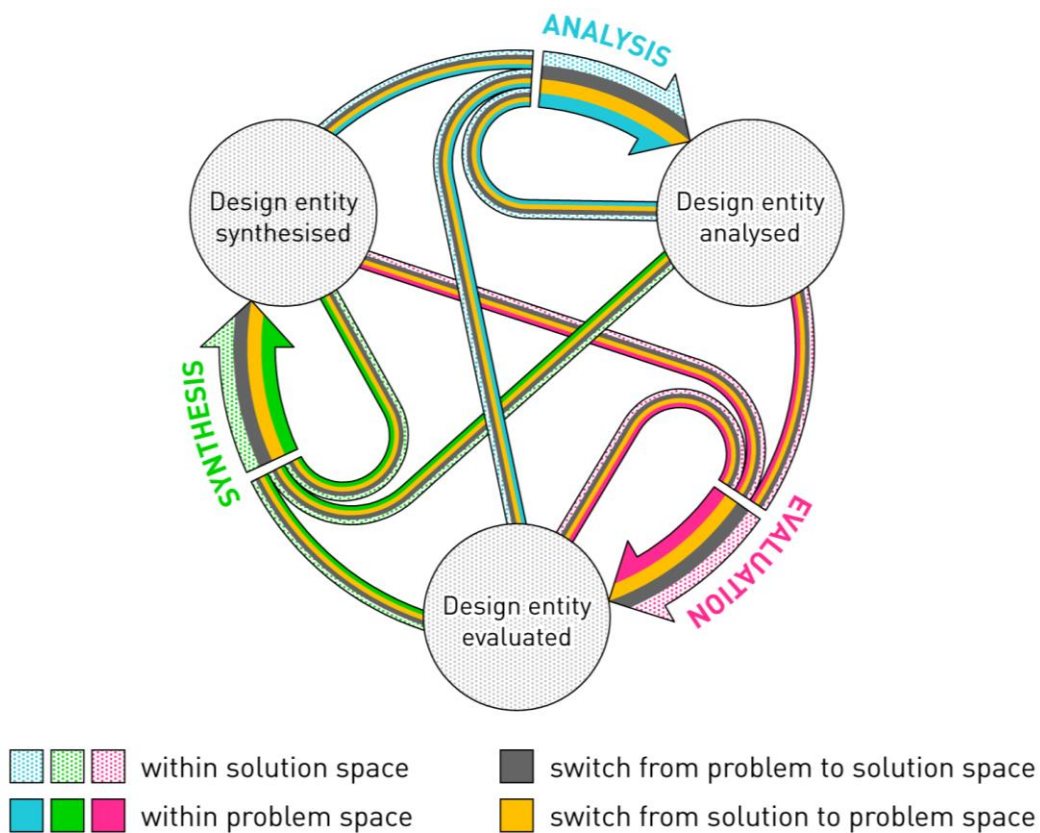 ANALYSIS
Design entity
synthesised
Design entity
analysed
SYNTHESIS
EVALUATION
Design entity
evaluated
within solution space
switch from problem to solution space
within problem space
switch from solution to problem space